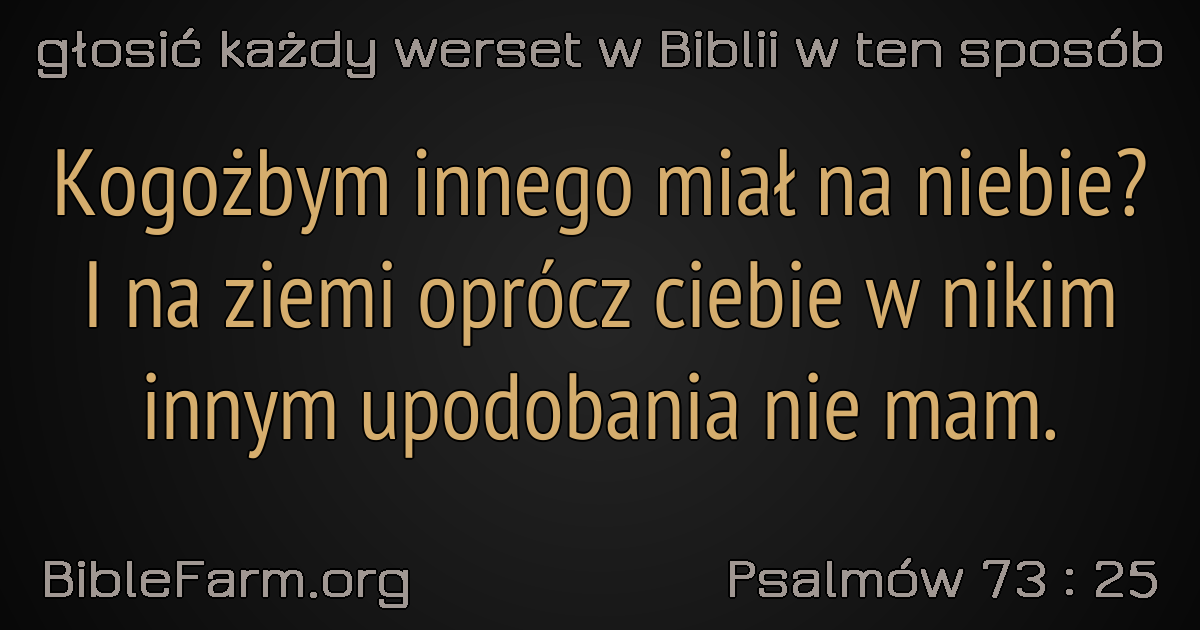 głosić każdy werset w Biblii w ten sposób
Kogożbym innego miał na niebie?
I na ziemi oprócz ciebie w nikim
innym upodobania nie mam.
BibleFarm.org
Psalmów 73 : 25